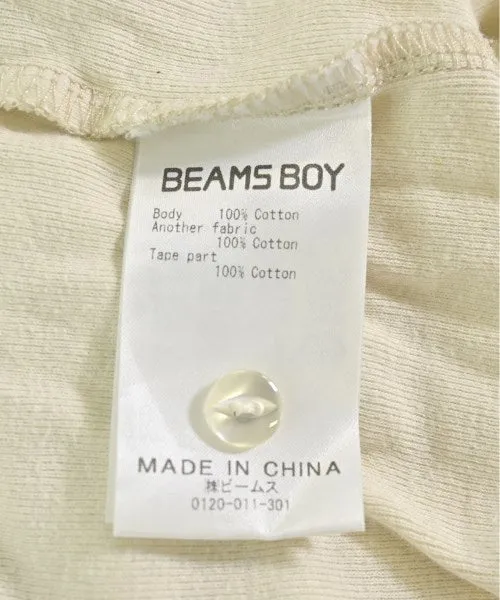 BEAMS BOY
Body 100% Cotton
Another fabric
100% Cotton
Tape part
100% Cotton
MADE IN CHINA
㈱ビームス
0120-011-301